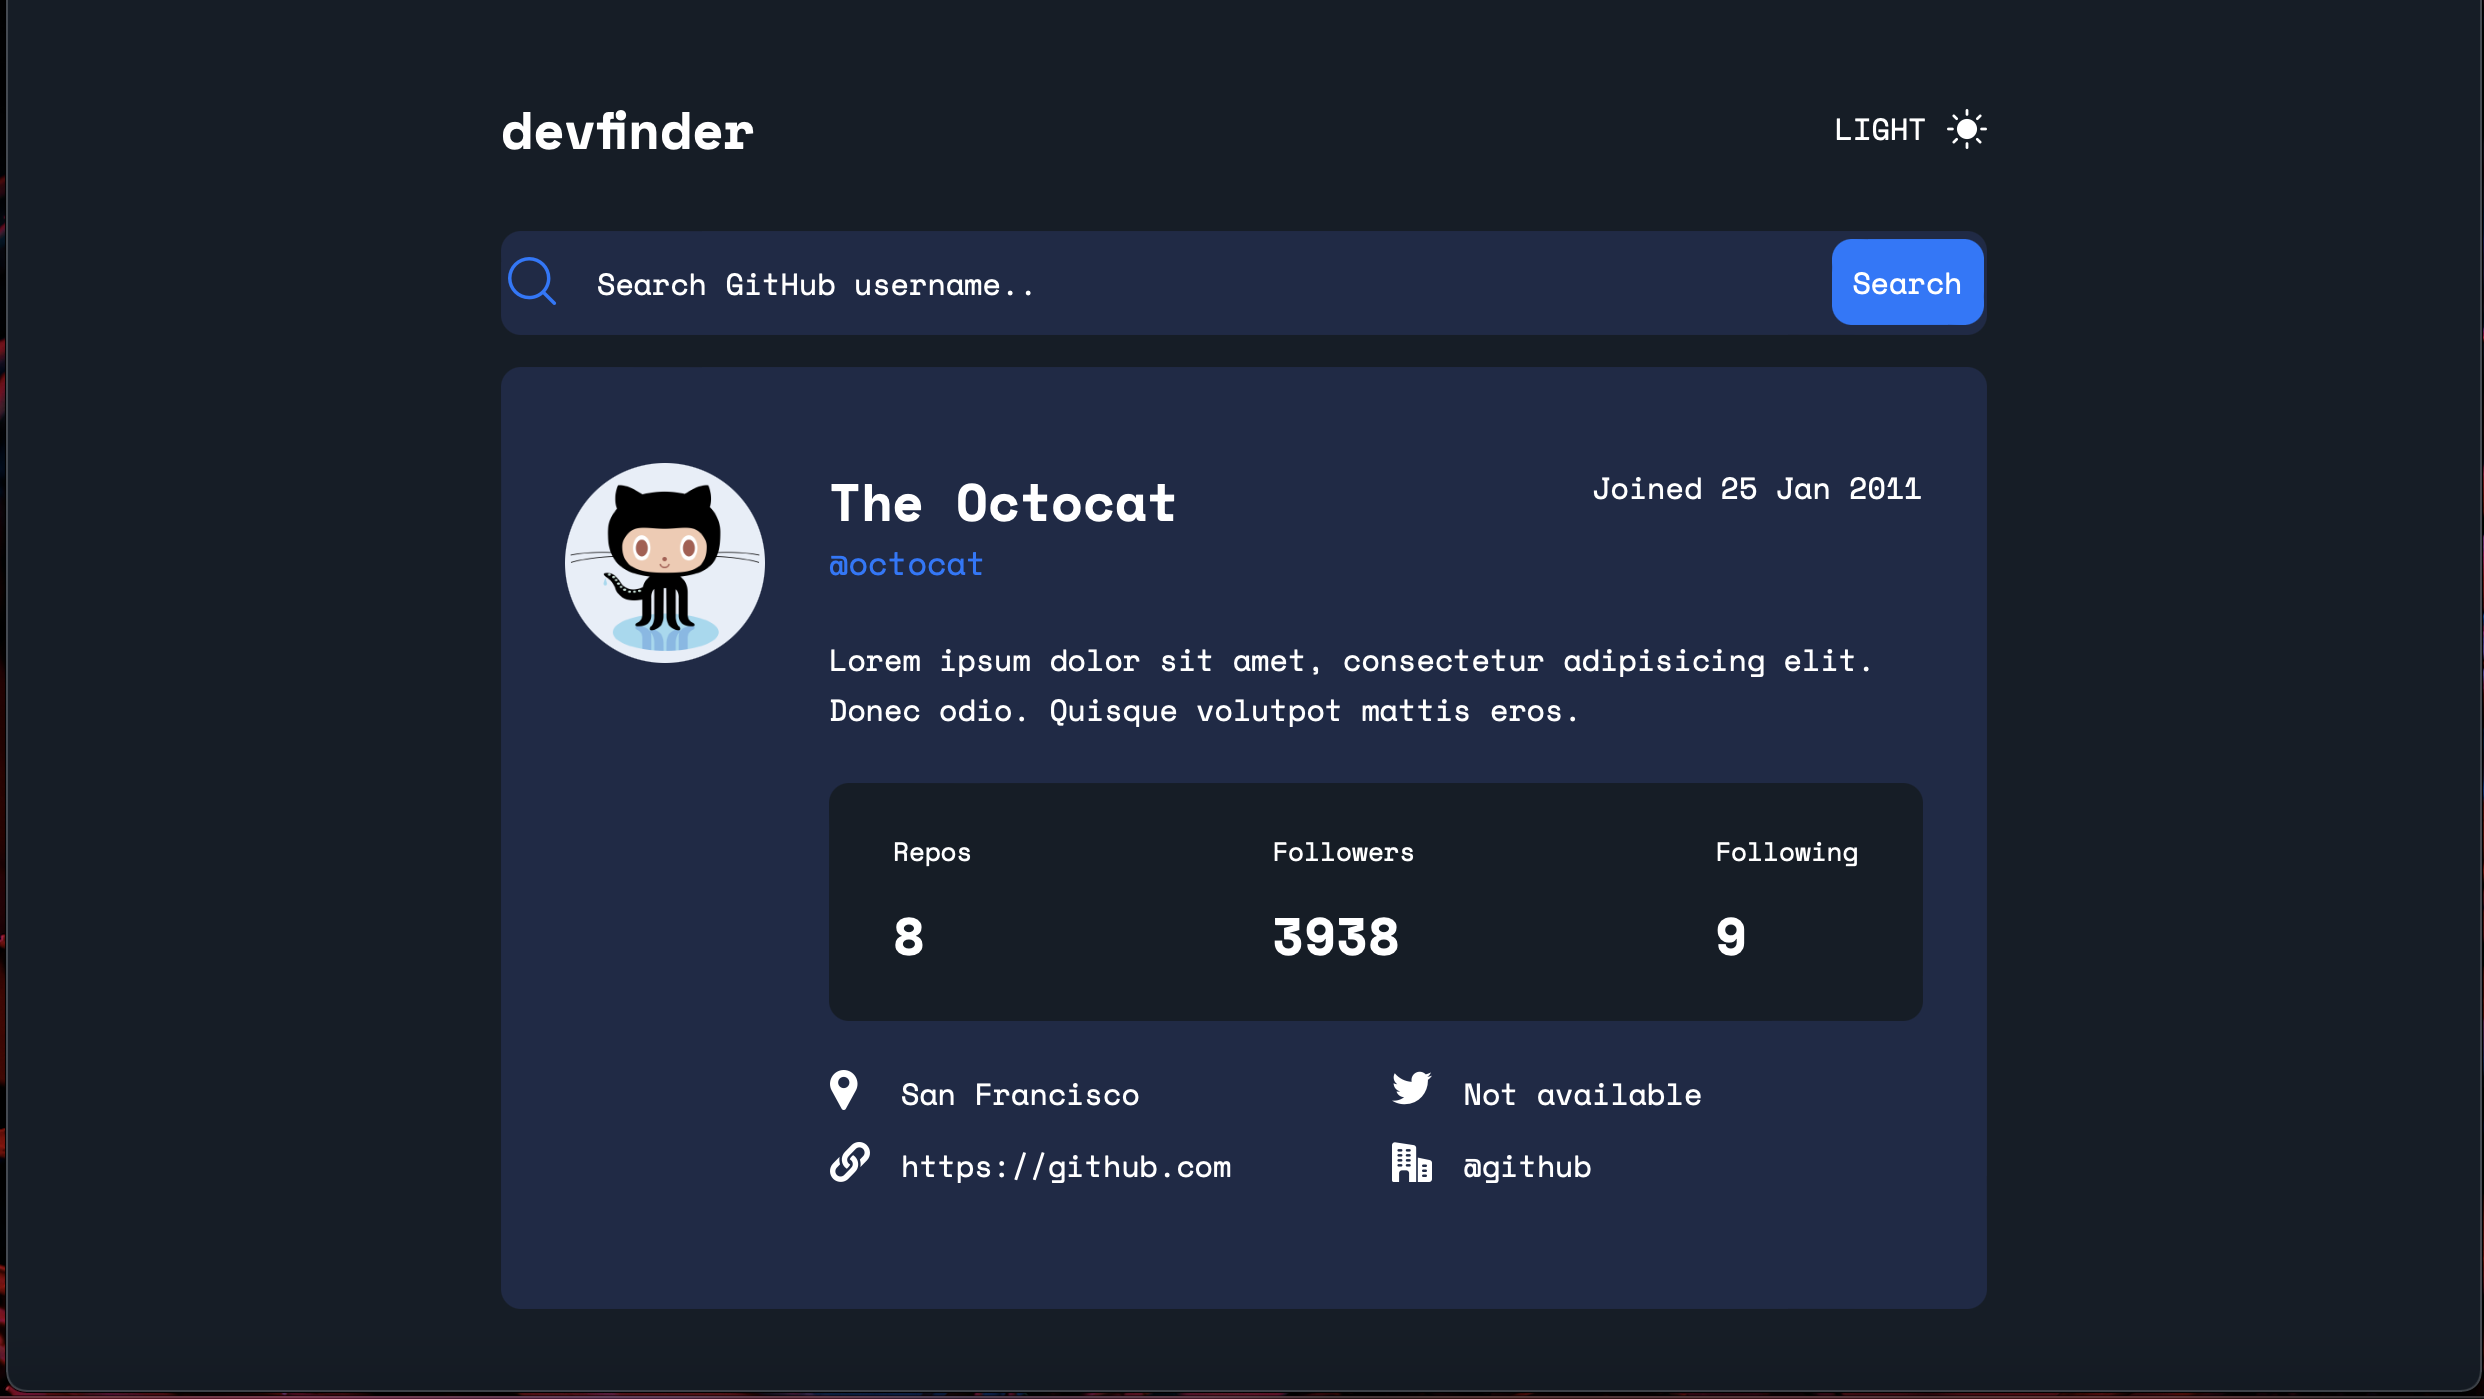 devfinder
LIGHT
Search GitHub username..
Search
The Octocat
Joined 25 Jan 2011
@octocat
Lorem ipsum dolor sit amet, consectetur adipisicing elit.
Donec odio. Quisque volutpot mattis eros.
Repos
Followers
Following
8
3938
9
San Francisco
Not available
https://github.com
@github